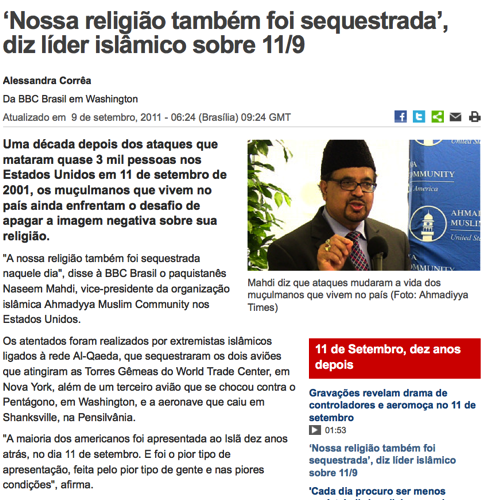 ‘Nossa religião também foi sequestrada’,
diz líder islâmico sobre 11/9
Alessandra Corrêa
Da BBC Brasil em Washington
Atualizado em 9 de setembro, 2011 - 06:24 (Brasília) 09:24 GMT
Uma década depois dos ataques que
mataram quase 3 mil pessoas nos
Estados Unidos em 11 de setembro de
2001, os muçulmanos que vivem no
país ainda enfrentam o desafio de
apagar a imagem negativa sobre sua
religião.
"A nossa religião também foi sequestrada
naquele dia", disse à BBC Brasil o paquistanês
Naseem Mahdi, vice-presidente da organização
islâmica Ahmadyya Muslim Community nos
Estados Unidos.
Os atentados foram realizados por extremistas islâmicos
ligados à rede Al-Qaeda, que sequestraram os dois aviões
que atingiram as Torres Gêmeas do World Trade Center, em
Nova York, além de um terceiro avião que se chocou contra o
Pentágono, em Washington, e a aeronave que caiu em
Shanksville, na Pensilvânia.
"A maioria dos americanos foi apresentada ao Islã dez anos
atrás, no dia 11 de setembro. E foi o pior tipo de
apresentação, feita pelo pior tipo de gente e nas piores
condições", afirma.
United States
MUNITY
America
AHMA
MUSLIM
United S
Mahdi diz que ataques mudaram a vida dos
muçulmanos que vivem no país (Foto: Ahmadiyya
Times)
11 de Setembro, dez anos
depois
Gravações revelam drama de
controladores e aeromoça no 11 de
setembro
01:53
‘Nossa religião também foi
sequestrada’, diz líder islâmico
sobre 11/9
'Cada dia procuro ser menos